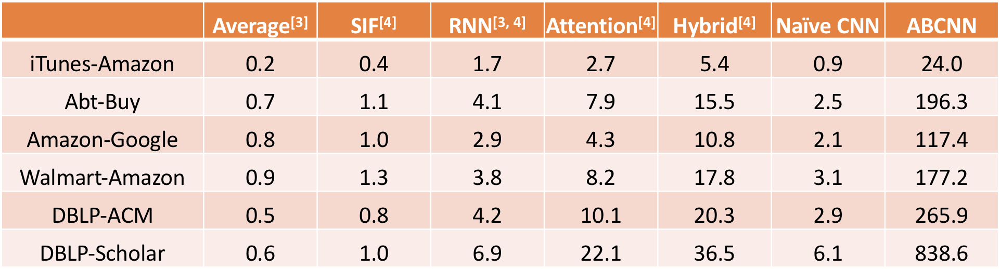 Average[3] SIF[4] RNN[3, 4] Attention[4] Hybrid[4] Naïve CNN ABCNN
iTunes-Amazon 0.2 0.4 1.7 2.7 5.4 0.9 24.0
Abt-Buy 0.7 1.1 4.1 7.9 15.5 2.5 196.3
Amazon-Google 0.8 1.0 2.9 4.3 10.8 2.1 117.4
Walmart-Amazon 0.9 1.3 3.8 8.2 17.8 3.1 177.2
DBLP-ACM 0.5 0.8 4.2 10.1 20.3 2.9 265.9
DBLP-Scholar 0.6 1.0 6.9 22.1 36.5 6.1 838.6